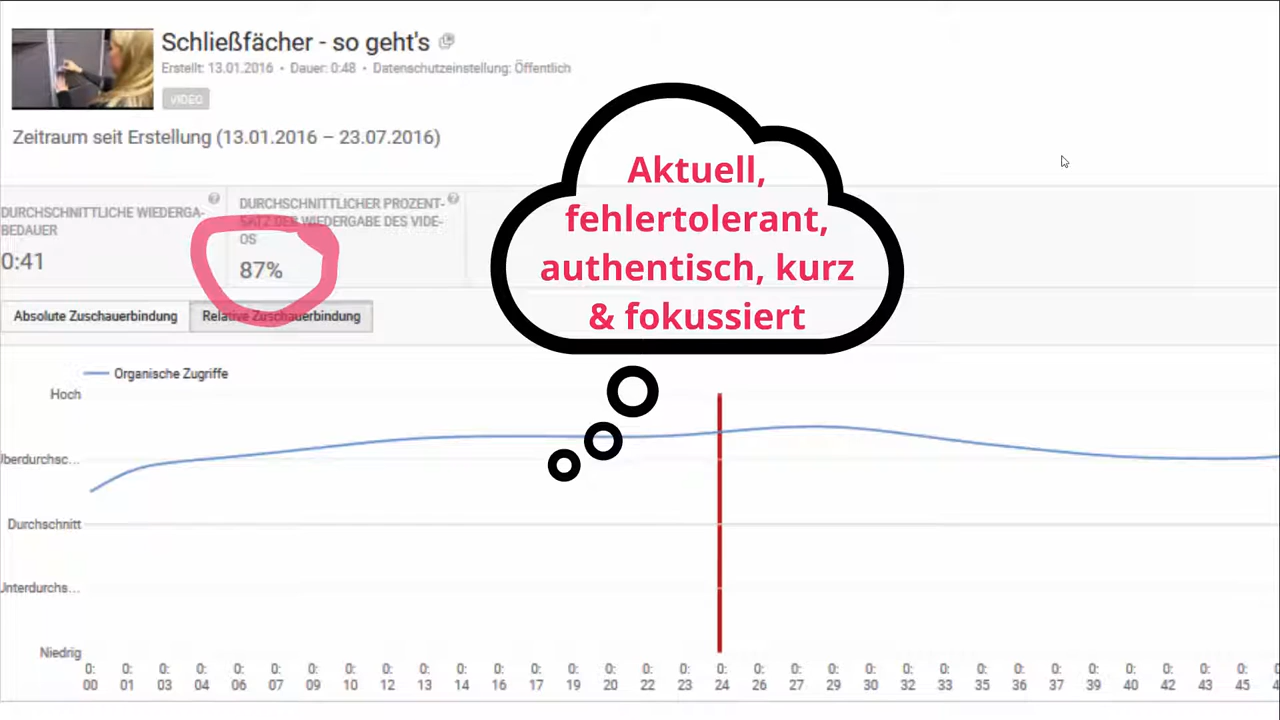 Schließfächer - so geht's
Erstellt: 13.01.2016 • Dauer: 0:48 • Datenschutzeinstellung: Öffentlich
VIDEO
Zeitraum seit Erstellung (13.01.2016 – 23.07.2016)
DURCHSCHNITTLICHE WIEDERGA-
BEDAUER
0:41
DURCHSCHNITTLICHER PROZENT-
SATZ DER WIEDERGABE DES VIDE-
OS
87%
Aktuell,
fehlertolerant,
authentisch, kurz
& fokussiert
Absolute Zuschauerbindung
Relative Zuschauerbindung
Organische Zugriffe
Hoch
Überdurchsc...
Durchschnitt
Unterdurchs...
Niedrig
0: 0: 0: 0: 0: 0: 0: 0: 0: 0: 0: 0: 0: 0: 0: 0: 0: 0: 0: 0: 0: 0: 0: 0: 0: 0: 0: 0: 0: 0: 0: 0:
00 01 03 04 06 07 09 10 12 13 14 16 17 19 20 22 23 24 26 27 29 30 32 33 35 36 37 39 40 42 43 45